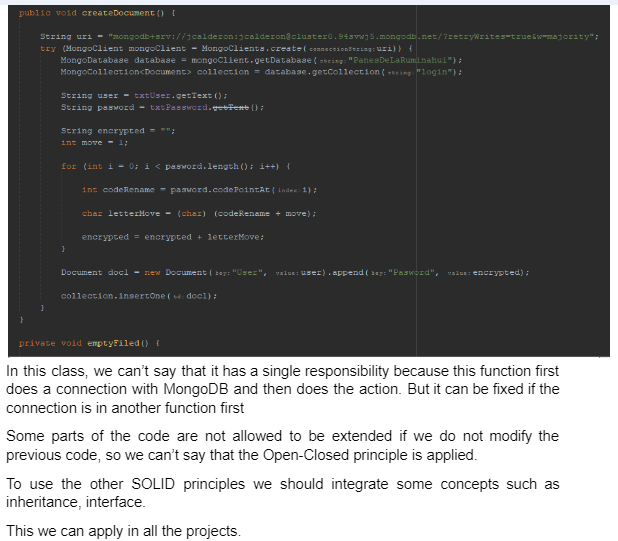 public void createDocument() {
String uri = "mongodb+srv://jcalderon:jcalderon@cluster0.94svwj5.mongodb.net/?retryWrites=true&w=majority";
try (MongoClient mongoClient = MongoClients.create( connectionString: uri)) {
MongoDatabase database = mongoClient.getDatabase( string: "PanesDeLaRuminahui");
MongoCollection<Document> collection = database.getCollection( string: "login");
String user = txtUser.getText();
String pasword = txtPassword.getText();
String encrypted = "";
int move = 1;
for (int i = 0; i < pasword.length(); i++) {
int codeRename = pasword.codePointAt( index: i);
char letterMove = (char) (codeRename + move);
encrypted = encrypted + letterMove;
}
Document doc1 = new Document( key: "User", value: user).append( key: "Pasword", value: encrypted);
collection.insertOne( td: doc1);
}
}
private void emptyFiled() {
In this class, we can’t say that it has a single responsibility because this function first
does a connection with MongoDB and then does the action. But it can be fixed if the
connection is in another function first
Some parts of the code are not allowed to be extended if we do not modify the
previous code, so we can’t say that the Open-Closed principle is applied.
To use the other SOLID principles we should integrate some concepts such as
inheritance, interface.
This we can apply in all the projects.